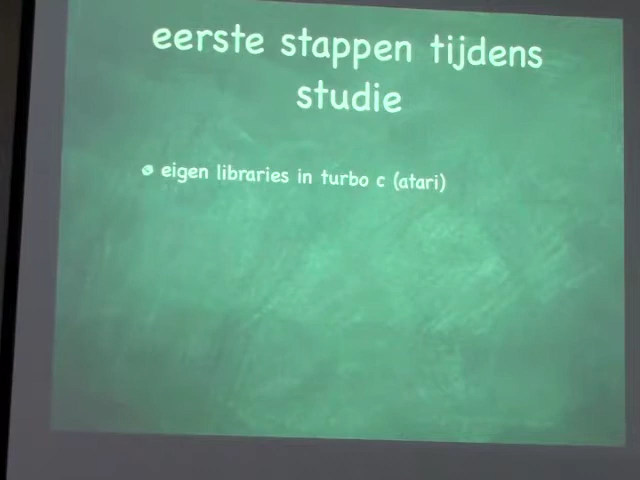 eerste stappen tijdens
studie
eigen libraries in turbo c (atari)